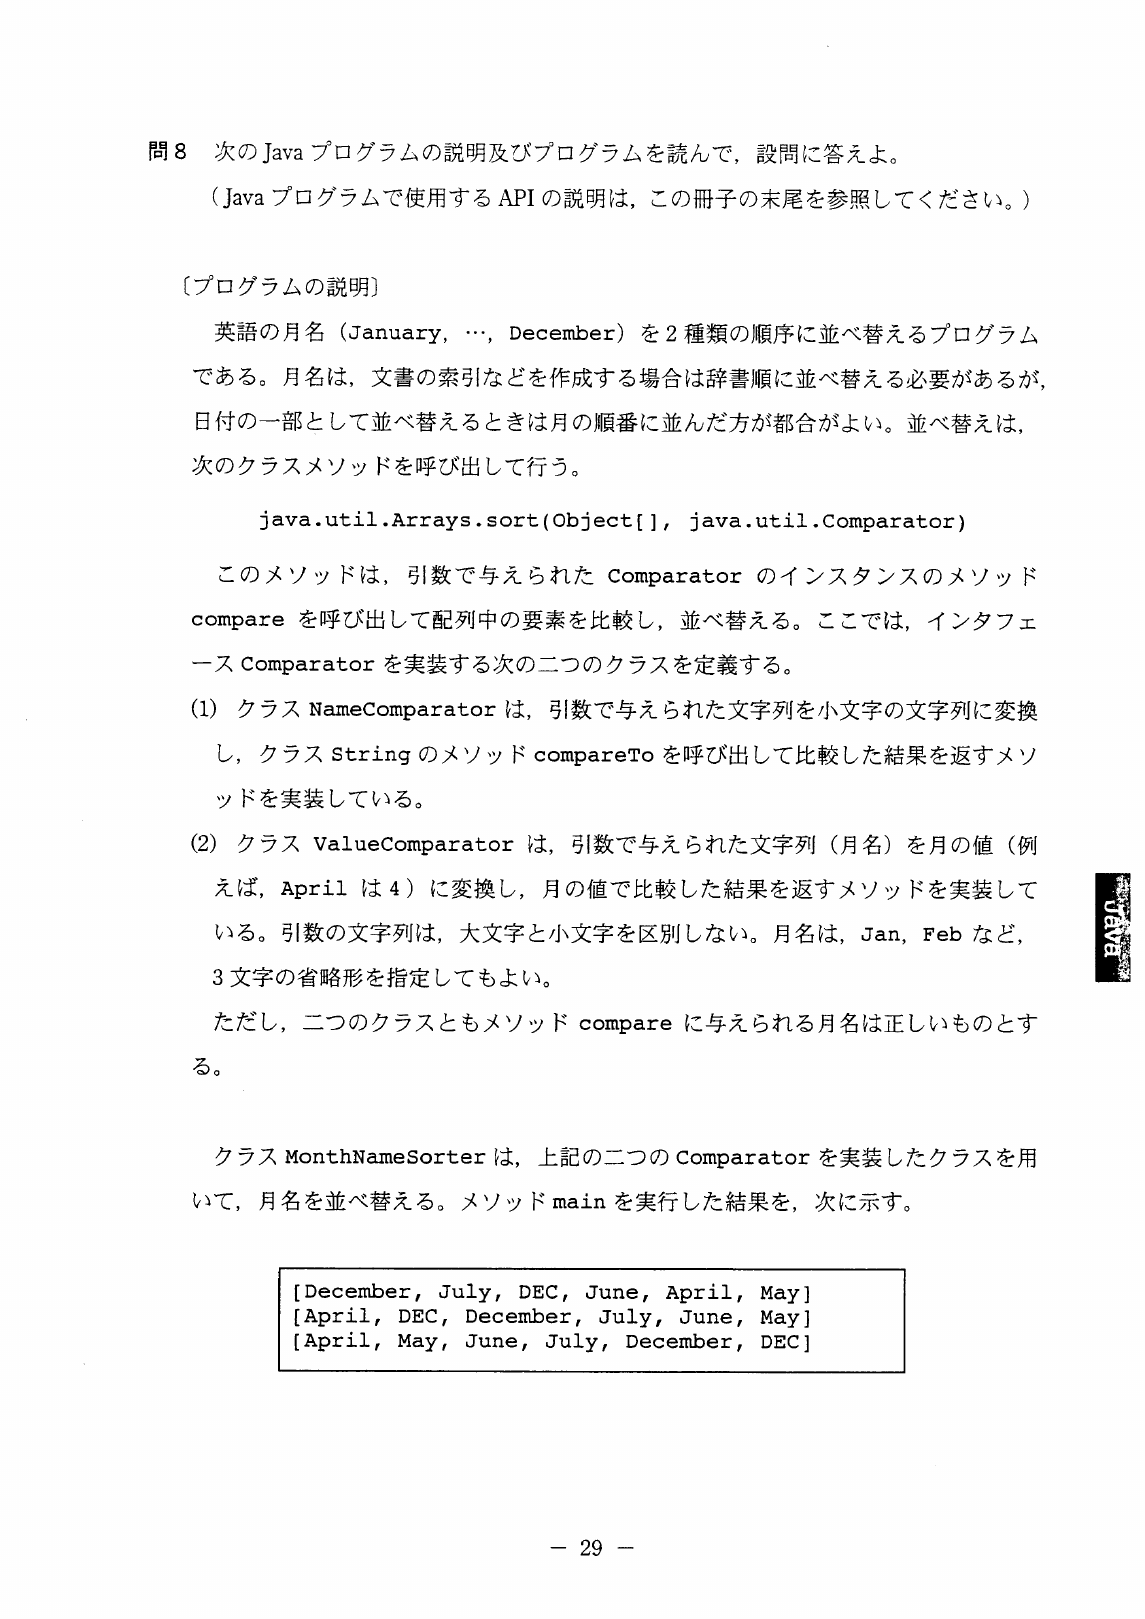 問8 次の Java プログラムの説明及びプログラムを読んで，設問に答えよ。
（Java プログラムで使用する API の説明は，この冊子の末尾を参照してください。）
〔プログラムの説明〕
英語の月名（January，…，December）を 2 種類の順序に並べ替えるプログラム
である。月名は，文書の索引などを作成する場合は辞書順に並べ替える必要があるが，
日付の一部として並べ替えるときは月の順番に並んだ方が都合がよい。並べ替えは，
次のクラスメソッドを呼び出して行う。
java.util.Arrays.sort(Object[], java.util.Comparator)
このメソッドは，引数で与えられた Comparator のインスタンスのメソッド
compare を呼び出して配列中の要素を比較し，並べ替える。ここでは，インタフェ
ース Comparator を実装する次の二つのクラスを定義する。
(1) クラス NameComparator は，引数で与えられた文字列を小文字の文字列に変換
し，クラス String のメソッド compareTo を呼び出して比較した結果を返すメソ
ッドを実装している。
(2) クラス ValueComparator は，引数で与えられた文字列（月名）を月の値（例
えば，April は 4）に変換し，月の値で比較した結果を返すメソッドを実装して
いる。引数の文字列は，大文字と小文字を区別しない。月名は，Jan，Feb など，
3 文字の省略形を指定してもよい。
ただし，二つのクラスともメソッド compare に与えられる月名は正しいものとす
る。
クラス MonthNameSorter は，上記の二つの Comparator を実装したクラスを用
いて，月名を並べ替える。メソッド main を実行した結果を，次に示す。
[December, July, DEC, June, April, May]
[April, DEC, December, July, June, May]
[April, May, June, July, December, DEC]
Java
－ 29 －